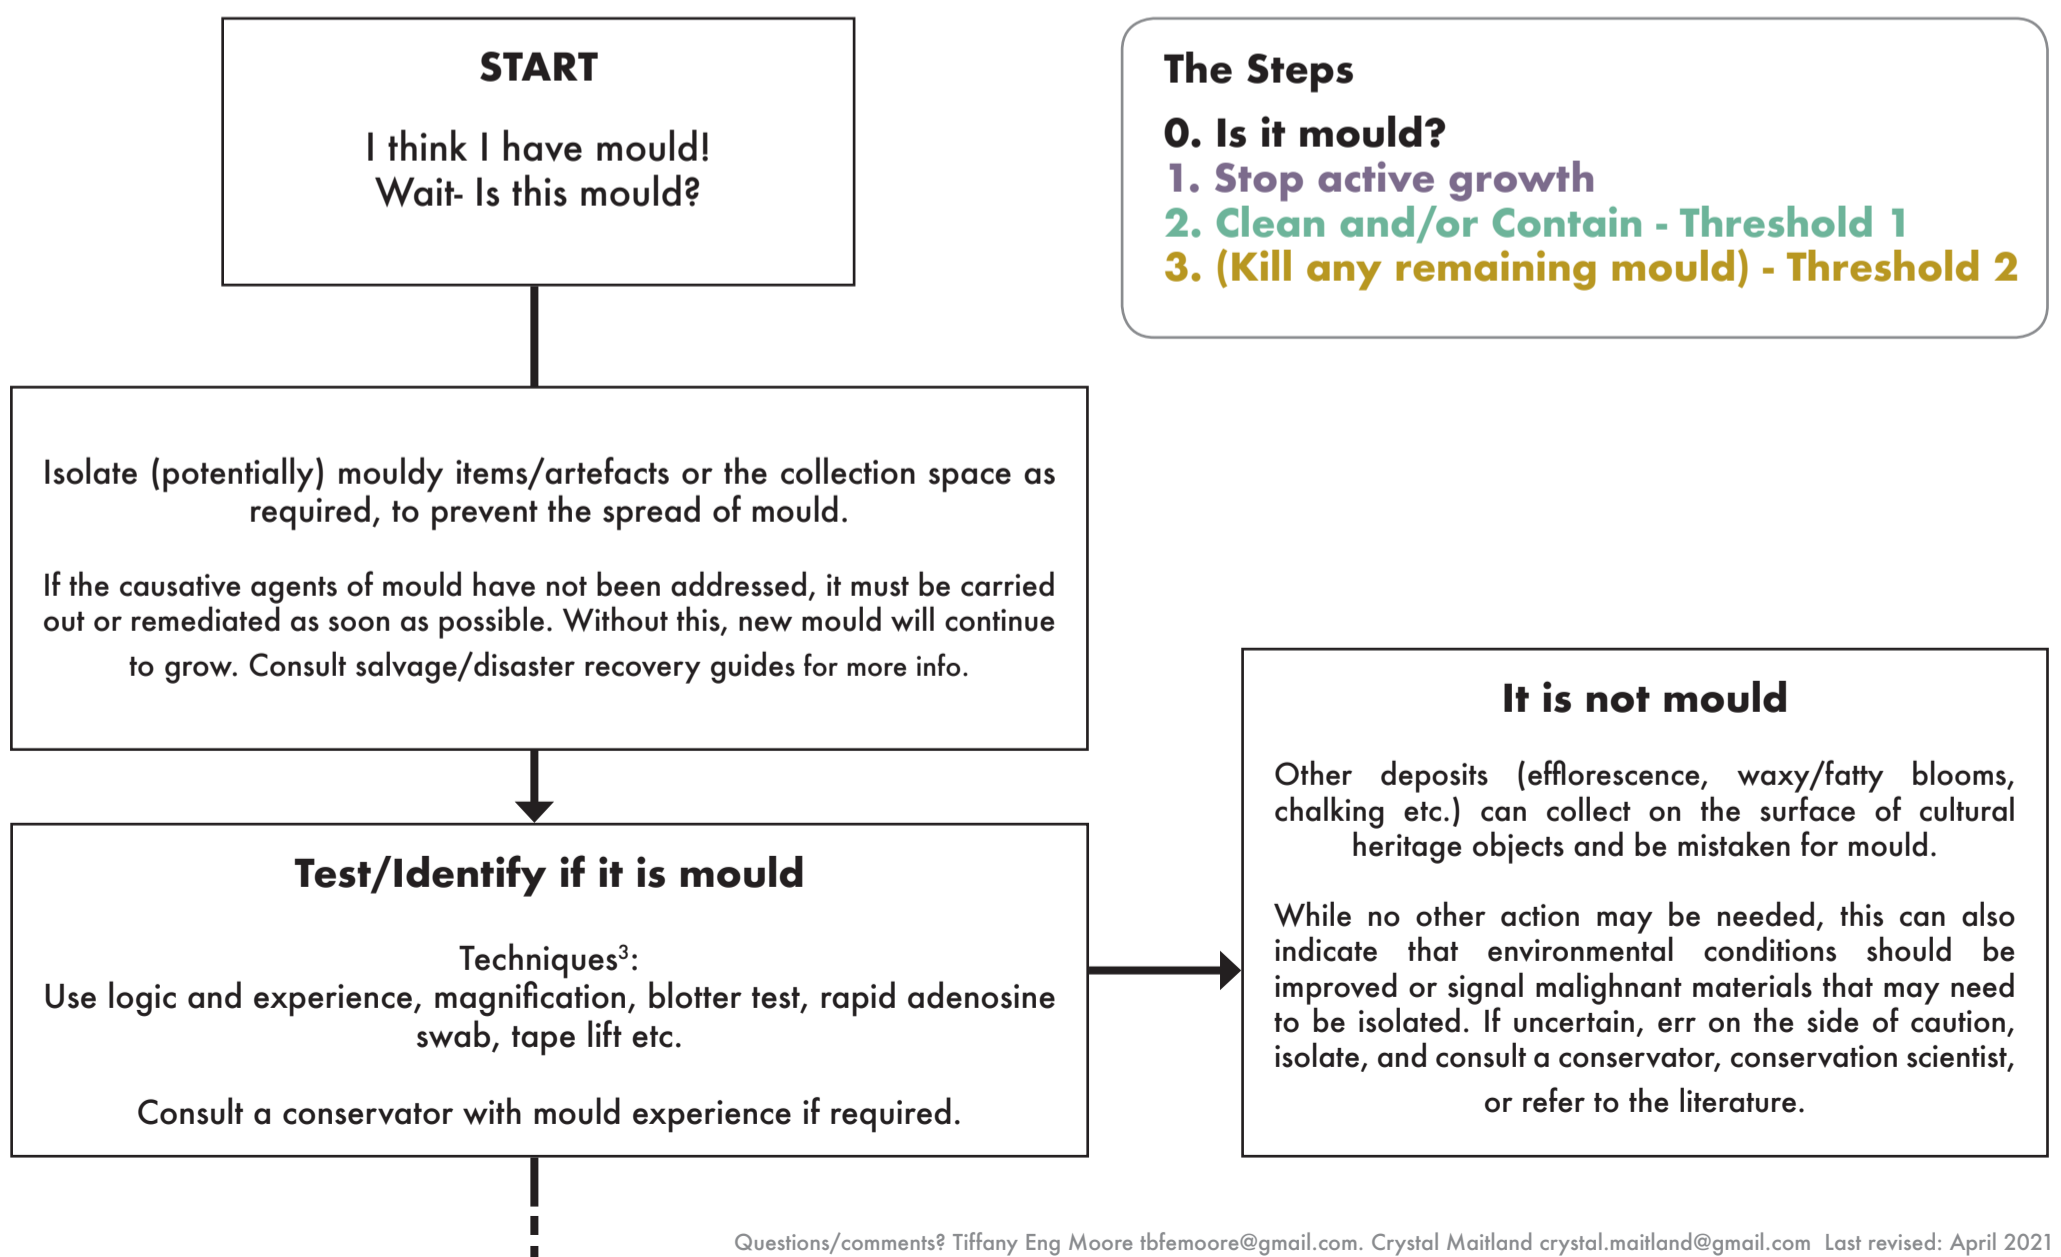 START
I think I have mould!
Wait- Is this mould?
The Steps
0. Is it mould?
1. Stop active growth
2. Clean and/or Contain - Threshold 1
3. (Kill any remaining mould) - Threshold 2
Isolate (potentially) mouldy items/artefacts or the collection space as
required, to prevent the spread of mould.
If the causative agents of mould have not been addressed, it must be carried
out or remediated as soon as possible. Without this, new mould will continue
to grow. Consult salvage/disaster recovery guides for more info.
Test/Identify if it is mould
Techniques³:
Use logic and experience, magnification, blotter test, rapid adenosine
swab, tape lift etc.
Consult a conservator with mould experience if required.
It is not mould
Other deposits (efflorescence, waxy/fatty blooms,
chalking etc.) can collect on the surface of cultural
heritage objects and be mistaken for mould.
While no other action may be needed, this can also
indicate that environmental conditions should be
improved or signal malighnant materials that may need
to be isolated. If uncertain, err on the side of caution,
isolate, and consult a conservator, conservation scientist,
or refer to the literature.
Questions/comments? Tiffany Eng Moore tbfemoore@gmail.com. Crystal Maitland crystal.maitland@gmail.com Last revised: April 2021